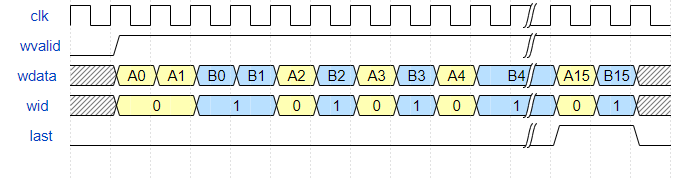 clk
wvalid
wdata A0 A1 B0 B1 A2 B2 A3 B3 A4 B4 A15 B15
wid 0 1 0 1 0 1 0 1 0 1
last